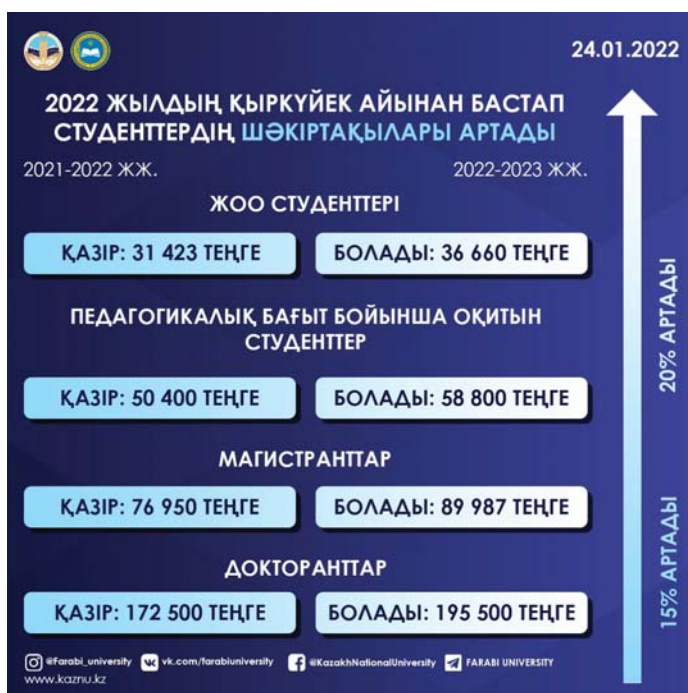 24.01.2022
2022 ЖЫЛДЫҢ ҚЫРКҮЙЕК АЙЫНАН БАСТАП
СТУДЕНТТЕРДІҢ ШӘКІРТАҚЫЛАРЫ АРТАДЫ
2021-2022 ЖЖ.
2022-2023 ЖЖ.
ЖОО СТУДЕНТТЕРІ
ҚАЗІР: 31 423 ТЕҢГЕ
БОЛАДЫ: 36 660 ТЕҢГЕ
ПЕДАГОГИКАЛЫҚ БАҒЫТ БОЙЫНША ОҚИТЫН
СТУДЕНТТЕР
ҚАЗІР: 50 400 ТЕҢГЕ
БОЛАДЫ: 58 800 ТЕҢГЕ
МАГИСТРАНТТАР
ҚАЗІР: 76 950 ТЕҢГЕ
БОЛАДЫ: 89 987 ТЕҢГЕ
ДОКТОРАНТТАР
ҚАЗІР: 172 500 ТЕҢГЕ
БОЛАДЫ: 195 500 ТЕҢГЕ
20% АРТАДЫ
15% АРТАДЫ
@farabi_university vk.com/farabiuniversity @KazakhNationalUniversity FARABI UNIVERSITY
www.kaznu.kz